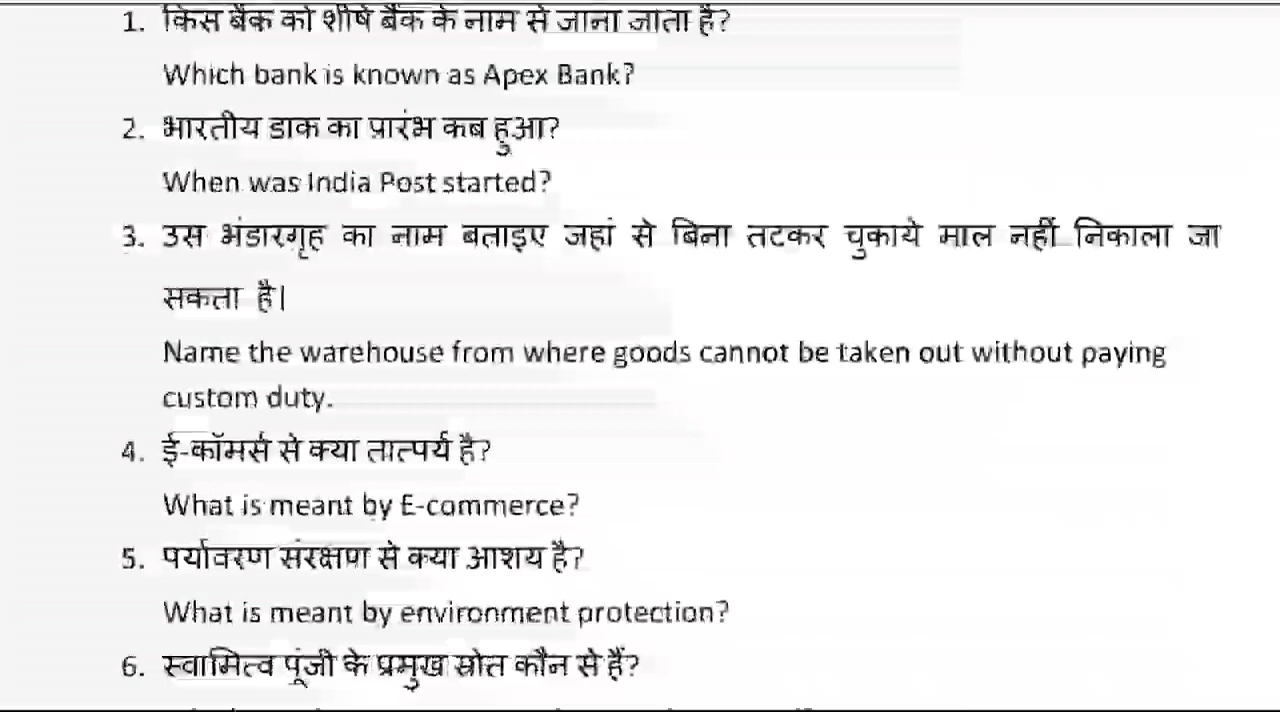 1. किस बैंक को शीर्ष बैंक के नाम से जाना जाता है?
Which bank is known as Apex Bank?
2. भारतीय डाक का प्रारंभ कब हुआ?
When was India Post started?
3. उस भंडारगृह का नाम बताइए जहां से बिना तटकर चुकाये माल नहीं निकाला जा
सकता है।
Name the warehouse from where goods cannot be taken out without paying
custom duty.
4. ई-कॉमर्स से क्या तात्पर्य है?
What is meant by E-commerce?
5. पर्यावरण संरक्षण से क्या आशय है?
What is meant by environment protection?
6. स्वामित्व पूंजी के प्रमुख स्रोत कौन से हैं?